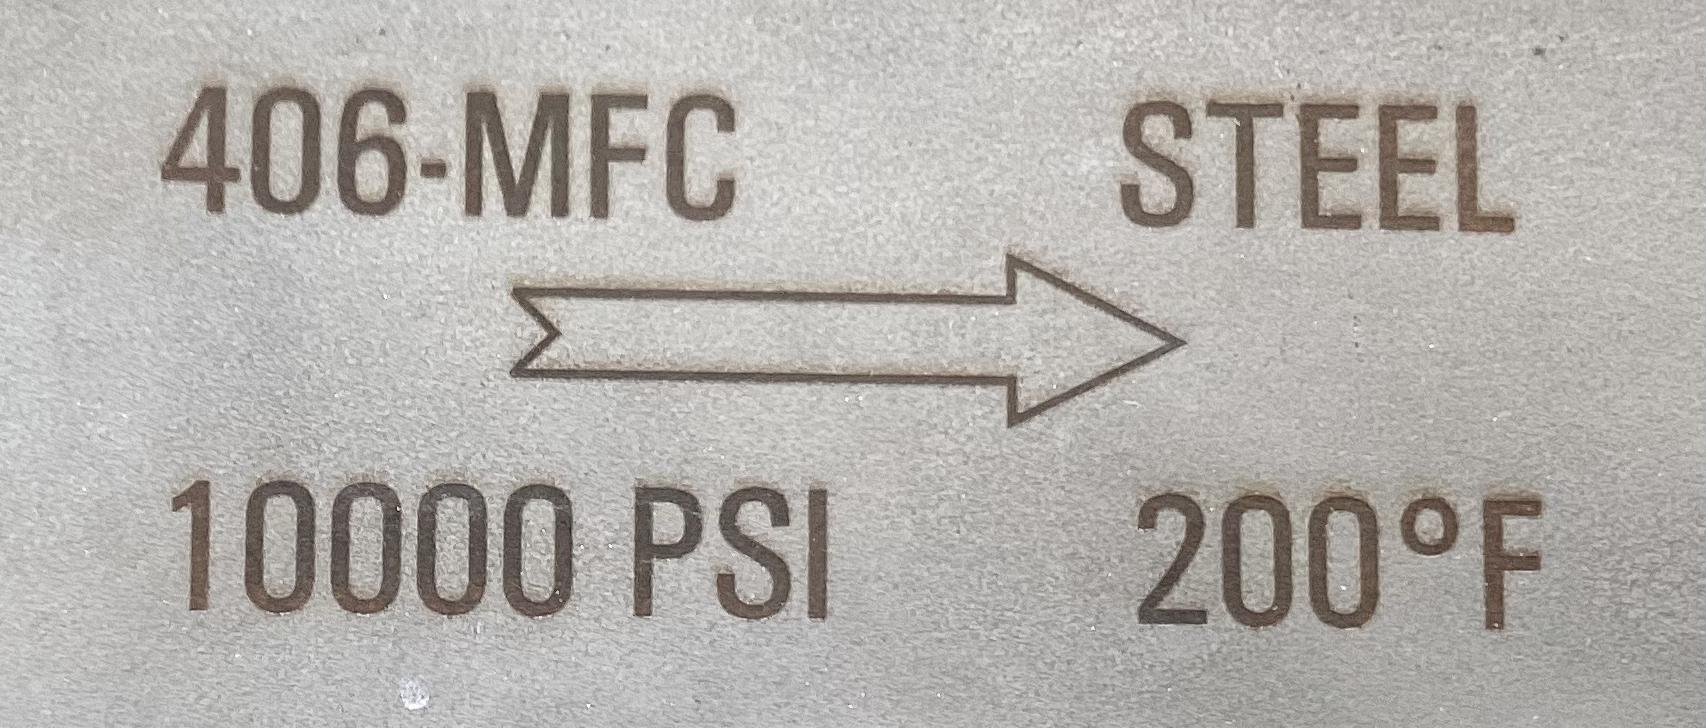 406-MFC STEEL
10000 PSI 200°F